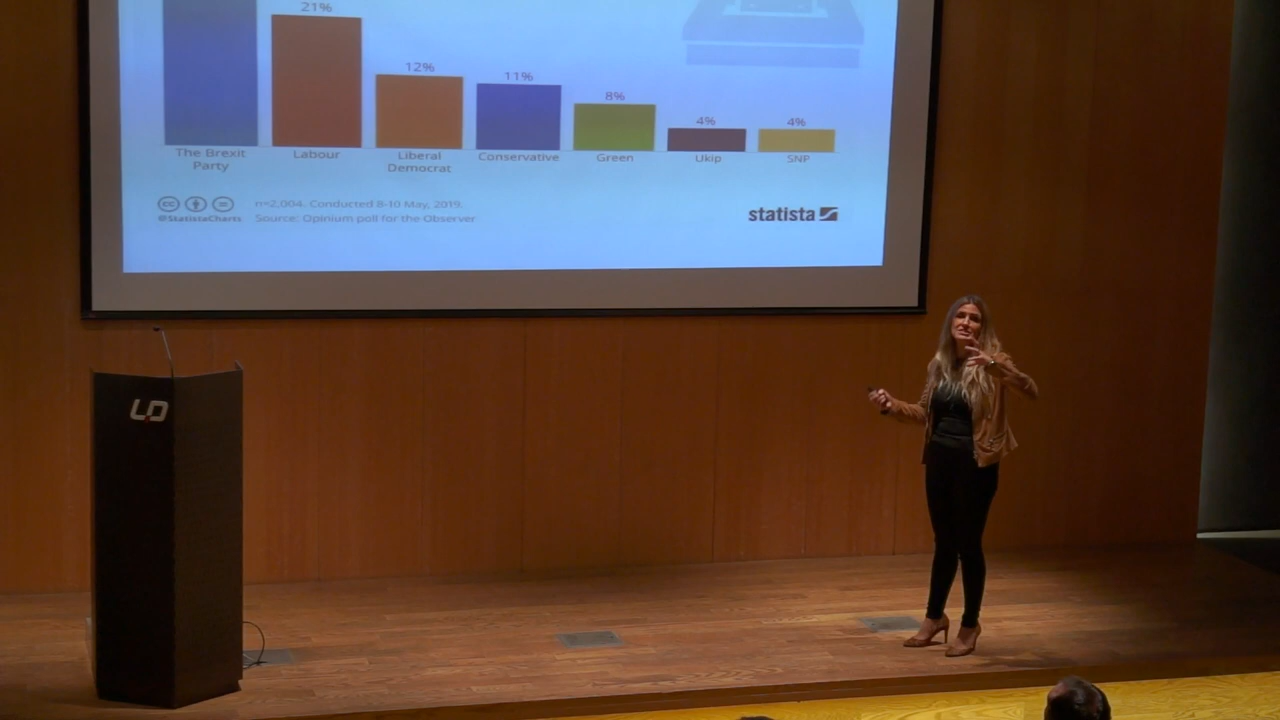 21%
12%
11%
8%
4%
4%
The Brexit
Party
Labour
Liberal
Democrat
Conservative
Green
Ukip
SNP
@StatistaCharts
n=2,004. Conducted 8-10 May, 2019.
Source: Opinium poll for the Observer
cc
=
statista
LD